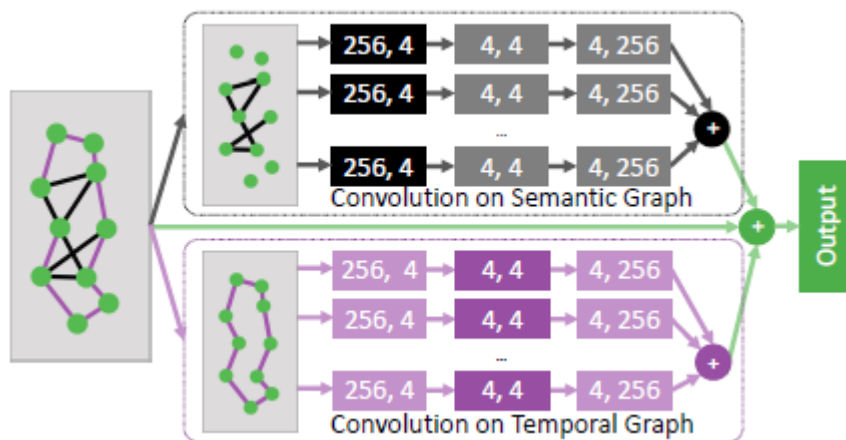 256, 4 4, 4 4, 256
256, 4 4, 4 4, 256
...
256, 4 4, 4 4, 256
+
Convolution on Semantic Graph
+
Output
256, 4 4, 4 4, 256
256, 4 4, 4 4, 256
...
256, 4 4, 4 4, 256
+
Convolution on Temporal Graph